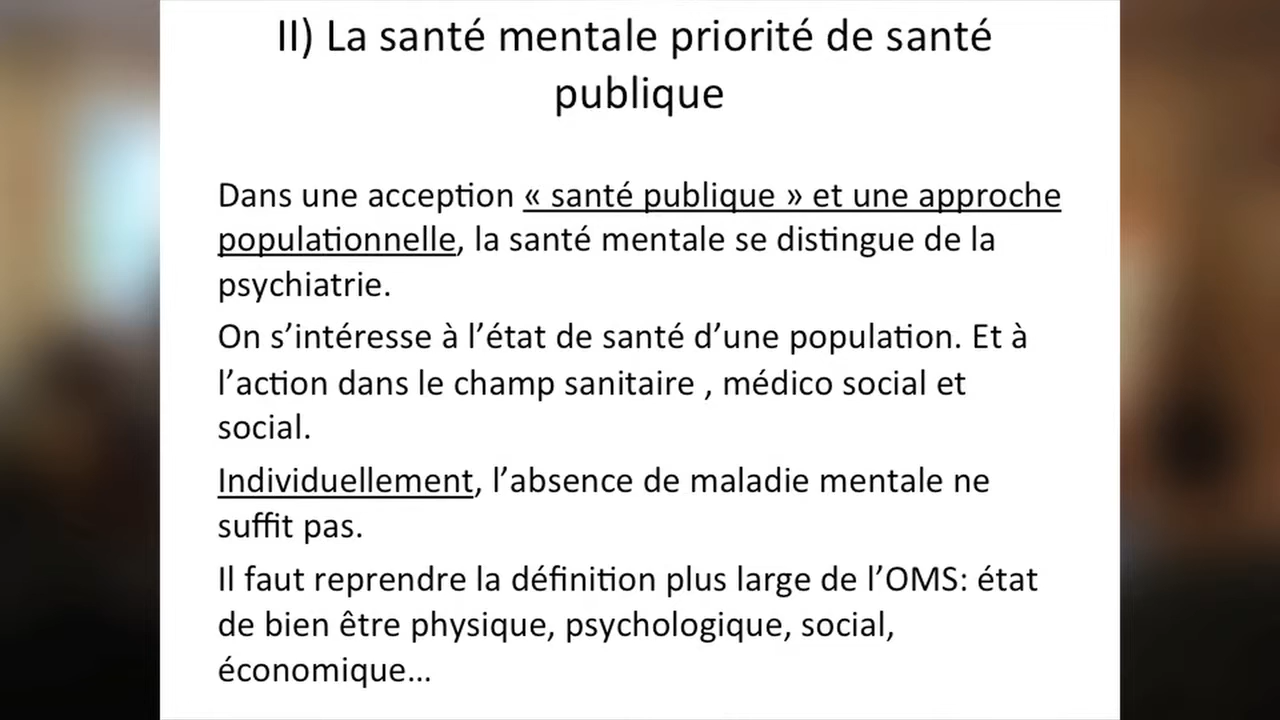 II) La santé mentale priorité de santé
publique
Dans une acception « santé publique » et une approche
populationnelle, la santé mentale se distingue de la
psychiatrie.
On s’intéresse à l’état de santé d’une population. Et à
l’action dans le champ sanitaire , médico social et
social.
Individuellement, l’absence de maladie mentale ne
suffit pas.
Il faut reprendre la définition plus large de l’OMS: état
de bien être physique, psychologique, social,
économique…